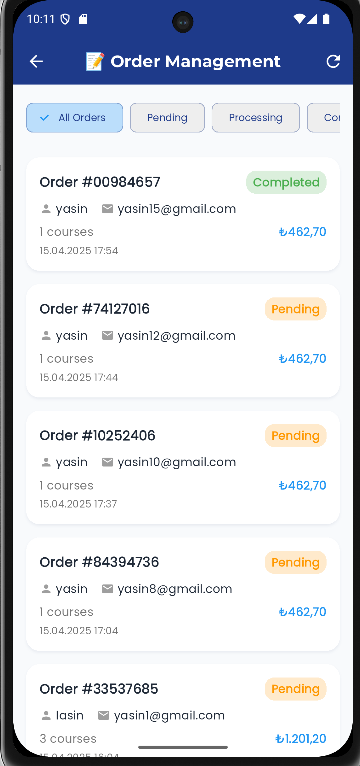 10:11
📝 Order Management
All Orders Pending Processing
Order #00984657 Completed
yasin yasin15@gmail.com
1 courses ₺462,70
15.04.2025 17:54
Order #74127016 Pending
yasin yasin12@gmail.com
1 courses ₺462,70
15.04.2025 17:44
Order #10252406 Pending
yasin yasin10@gmail.com
1 courses ₺462,70
15.04.2025 17:37
Order #84394736 Pending
yasin yasin8@gmail.com
1 courses ₺462,70
15.04.2025 17:04
Order #33537685 Pending
lasin yasin1@gmail.com
3 courses ₺1.201,20